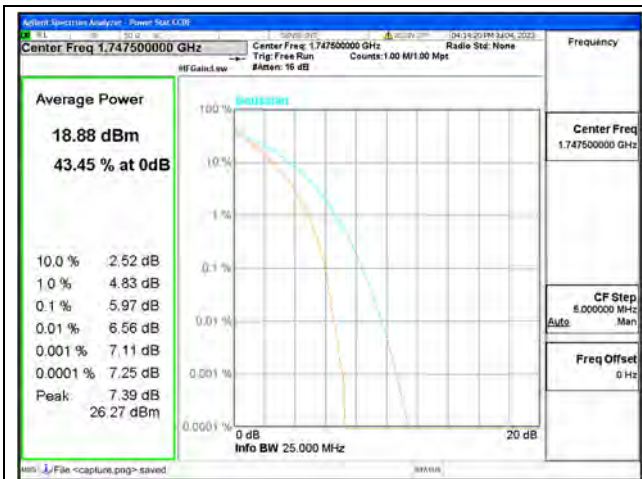 Agilent Spectrum Analyzer - Power Stat CCDF
Center Freq 1.747500000 GHz
Center Freq: 1.747500000 GHz
Radio Std: None
Trig: Free Run
Counts:1.00 M/1.00 Mpt
#IFGain:Low
#Atten: 16 dB
Frequency
Average Power
18.88 dBm
43.45 % at 0dB
10.0 % 2.52 dB
1.0 % 4.83 dB
0.1 % 5.97 dB
0.01 % 6.56 dB
0.001 % 7.11 dB
0.0001 % 7.25 dB
Peak 7.39 dB
26.27 dBm
Gaussian
100 %
10 %
1 %
0.1 %
0.01 %
0.001 %
0.0001 %
0 dB
20 dB
Info BW 25.000 MHz
Center Freq
1.747500000 GHz
CF Step
5.000000 MHz
Auto Man
Freq Offset
0 Hz
MSG File <capture.png> saved
STATUS